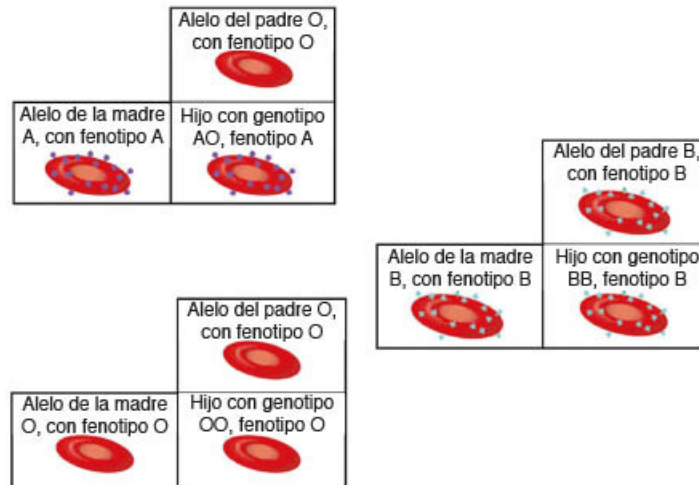 Alelo del padre O,
con fenotipo O
Alelo de la madre
A, con fenotipo A
Hijo con genotipo
AO, fenotipo A
Alelo del padre B,
con fenotipo B
Alelo de la madre
B, con fenotipo B
Hijo con genotipo
BB, fenotipo B
Alelo del padre O,
con fenotipo O
Alelo de la madre
O, con fenotipo O
Hijo con genotipo
OO, fenotipo O